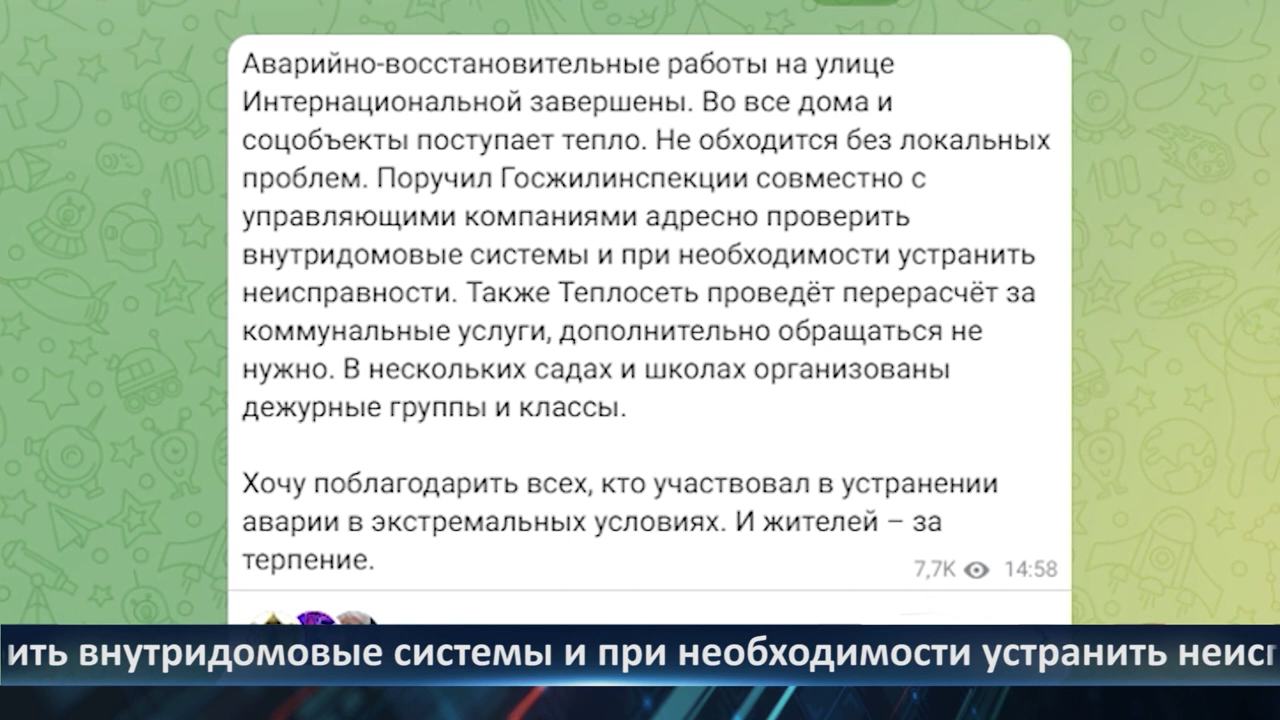 Аварийно-восстановительные работы на улице
Интернациональной завершены. Во все дома и
соцобъекты поступает тепло. Не обходится без локальных
проблем. Поручил Госжилинспекции совместно с
управляющими компаниями адресно проверить
внутридомовые системы и при необходимости устранить
неисправности. Также Теплосеть проведёт перерасчёт за
коммунальные услуги, дополнительно обращаться не
нужно. В нескольких садах и школах организованы
дежурные группы и классы.
Хочу поблагодарить всех, кто участвовал в устранении
аварии в экстремальных условиях. И жителей – за
терпение.
7,7K 14:58
ить внутридомовые системы и при необходимости устранить неисп